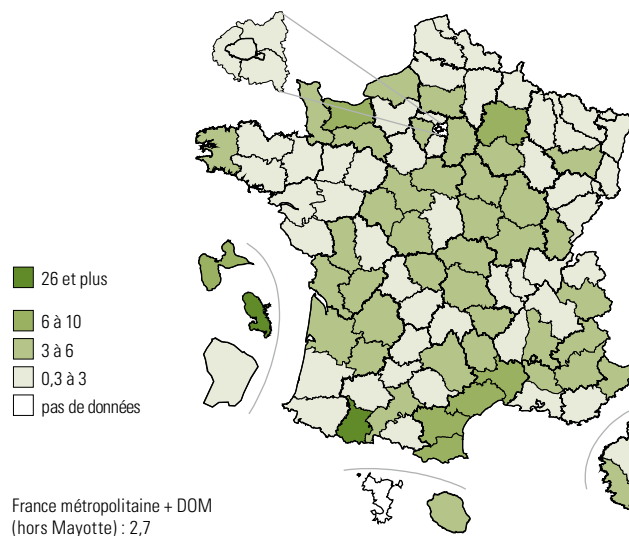 26 et plus
6 à 10
3 à 6
0,3 à 3
pas de données
France métropolitaine + DOM
(hors Mayotte) : 2,7